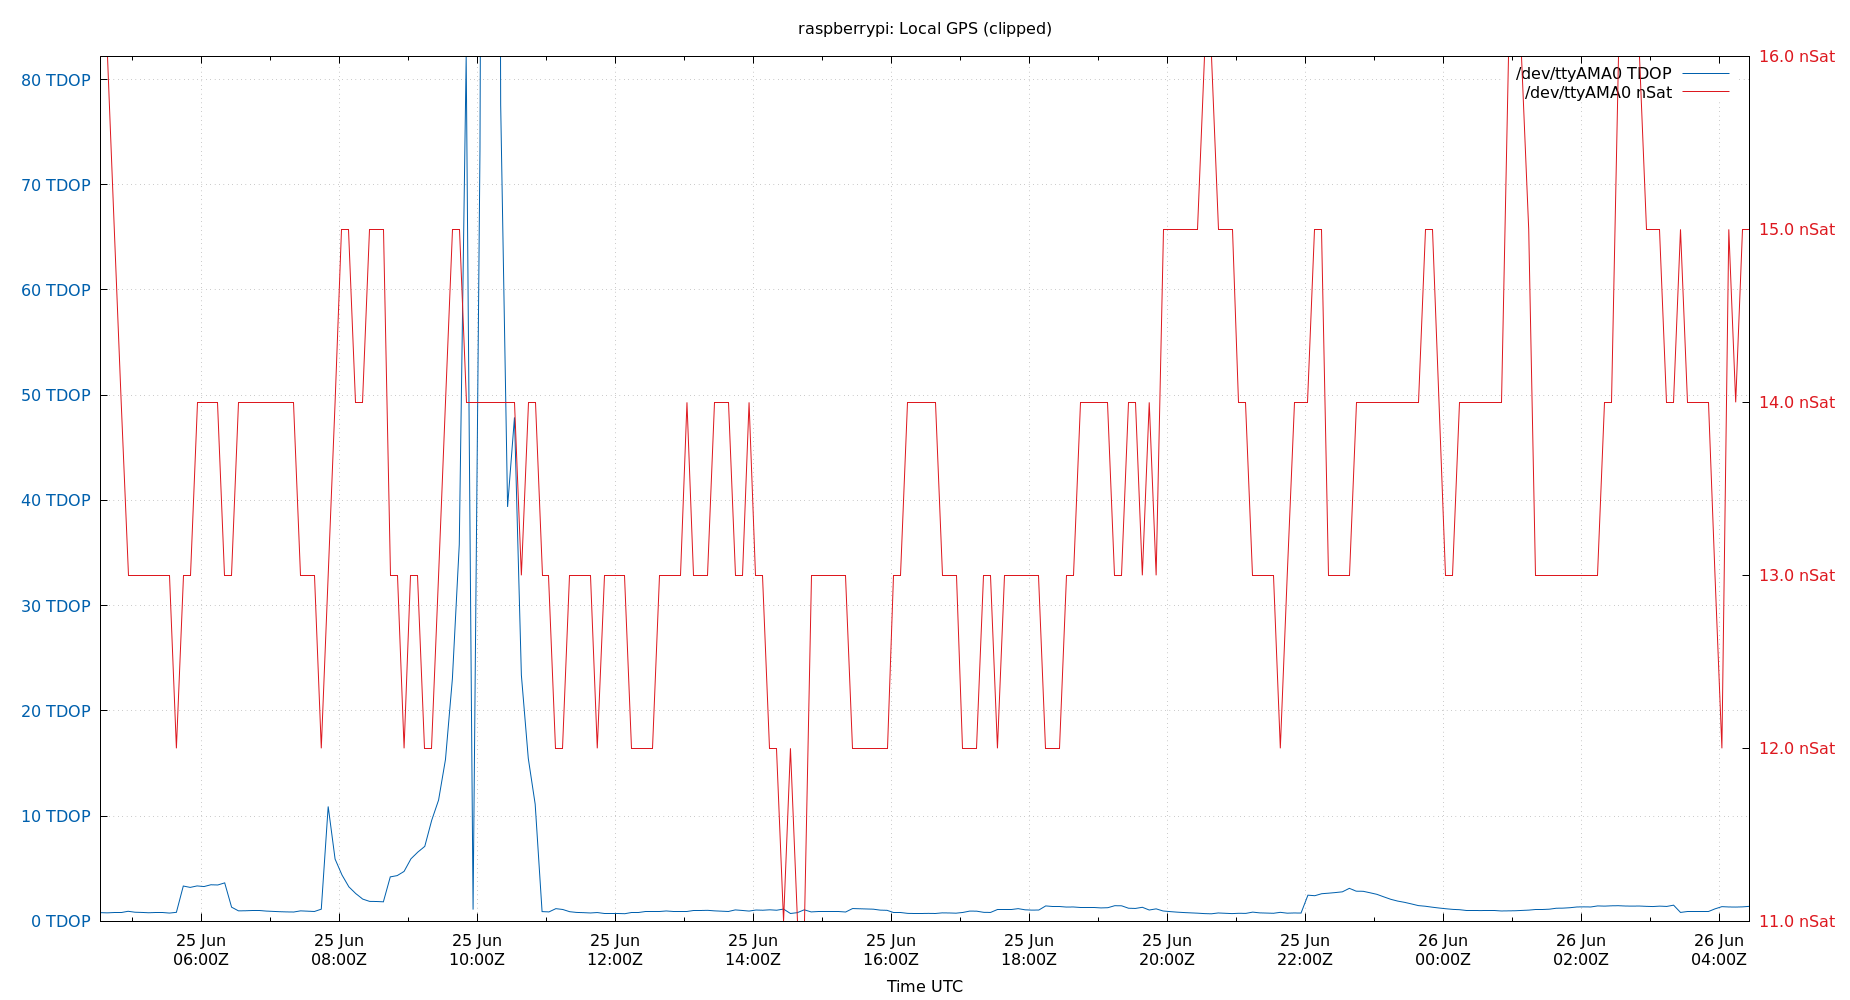 raspberrypi: Local GPS (clipped)
16.0 nSat
80 TDOP
/dev/ttyAMA0 TDOP
/dev/ttyAMA0 nSat
70 TDOP
15.0 nSat
60 TDOP
50 TDOP
14.0 nSat
40 TDOP
13.0 nSat
30 TDOP
12.0 nSat
20 TDOP
10 TDOP
0 TDOP
11.0 nSat
25 Jun 25 Jun 25 Jun 25 Jun 25 Jun 25 Jun 25 Jun 25 Jun 25 Jun 26 Jun 26 Jun 26 Jun
06:00Z 08:00Z 10:00Z 12:00Z 14:00Z 16:00Z 18:00Z 20:00Z 22:00Z 00:00Z 02:00Z 04:00Z
Time UTC